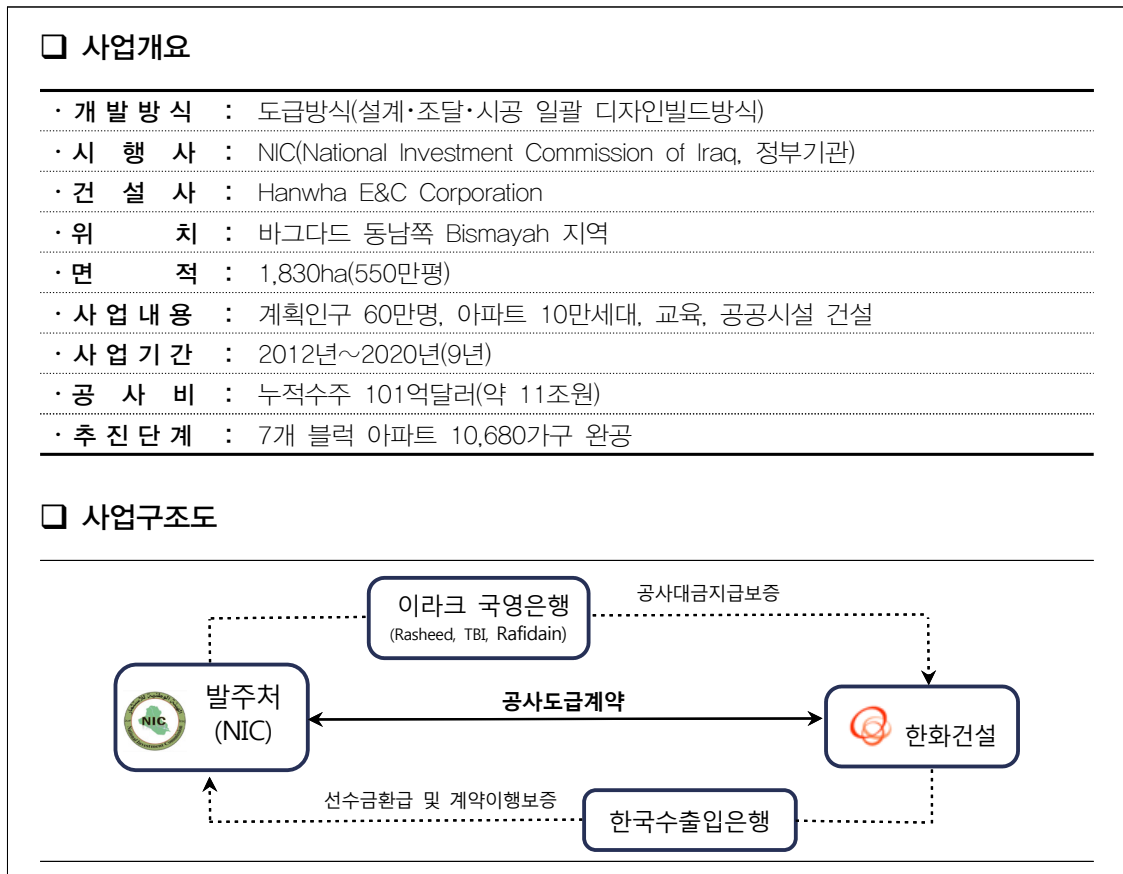 ❑ 사업개요
· 개 발 방 식 : 도급방식(설계·조달·시공 일괄 디자인빌드방식)
· 시 행 사 : NIC(National Investment Commission of Iraq, 정부기관)
· 건 설 사 : Hanwha E&C Corporation
· 위 치 : 바그다드 동남쪽 Bismayah 지역
· 면 적 : 1,830ha(550만평)
· 사 업 내 용 : 계획인구 60만명, 아파트 10만세대, 교육, 공공시설 건설
· 사 업 기 간 : 2012년～2020년(9년)
· 공 사 비 : 누적수주 101억달러(약 11조원)
· 추 진 단 계 : 7개 블럭 아파트 10,680가구 완공
❑ 사업구조도
이라크 국영은행
(Rasheed, TBI, Rafidain)
공사대금지급보증
NIC
발주처
(NIC)
공사도급계약
한화건설
선수금환급 및 계약이행보증
한국수출입은행